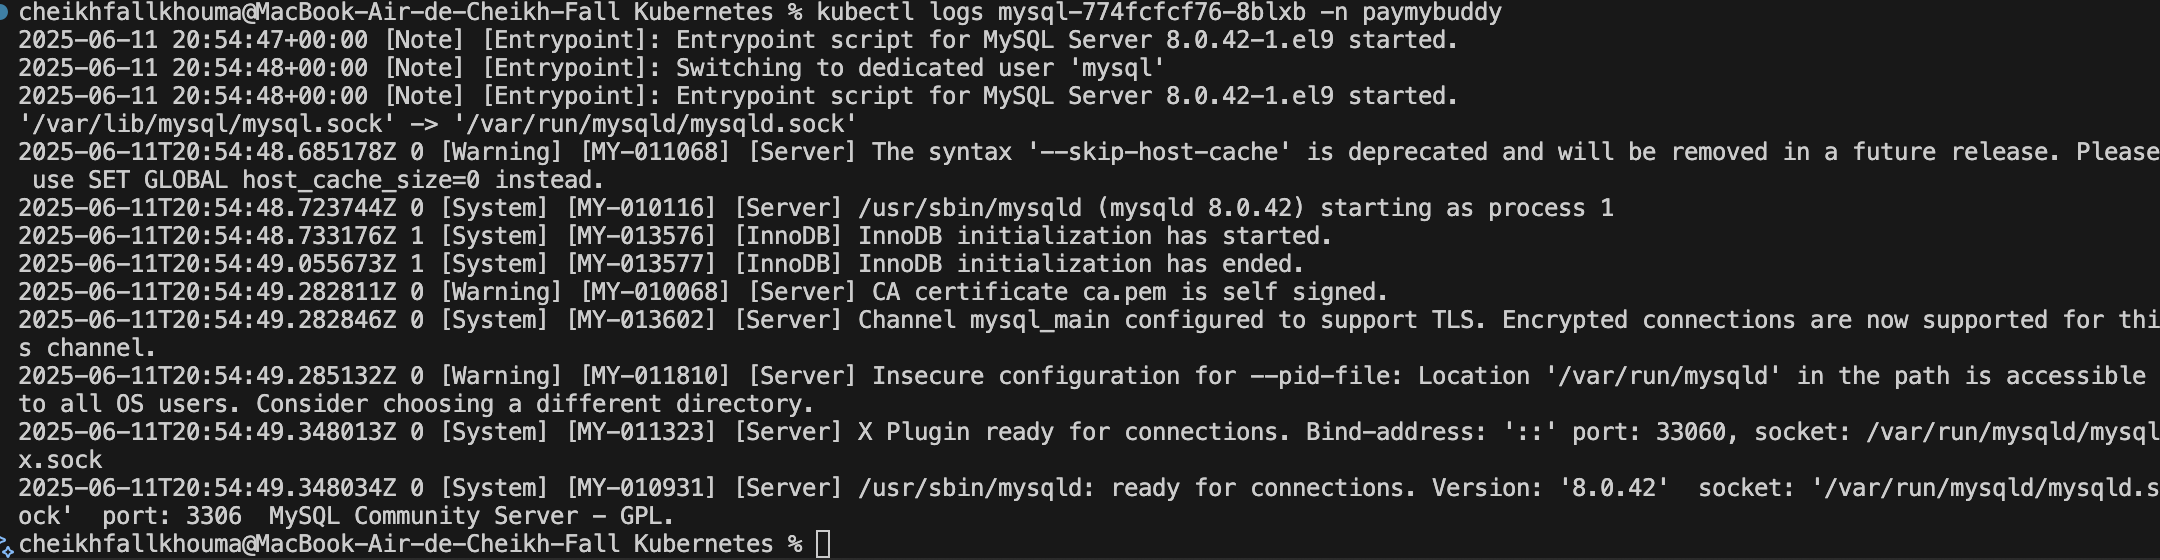 cheikhfallkhouma@MacBook-Air-de-Cheikh-Fall Kubernetes % kubectl logs mysql-774fcfcf76-8blxb -n paymybuddy
2025-06-11 20:54:47+00:00 [Note] [Entrypoint]: Entrypoint script for MySQL Server 8.0.42-1.el9 started.
2025-06-11 20:54:48+00:00 [Note] [Entrypoint]: Switching to dedicated user 'mysql'
2025-06-11 20:54:48+00:00 [Note] [Entrypoint]: Entrypoint script for MySQL Server 8.0.42-1.el9 started.
'/var/lib/mysql/mysql.sock' -> '/var/run/mysqld/mysqld.sock'
2025-06-11T20:54:48.685178Z 0 [Warning] [MY-011068] [Server] The syntax '--skip-host-cache' is deprecated and will be removed in a future release. Please
 use SET GLOBAL host_cache_size=0 instead.
2025-06-11T20:54:48.723744Z 0 [System] [MY-010116] [Server] /usr/sbin/mysqld (mysqld 8.0.42) starting as process 1
2025-06-11T20:54:48.733176Z 1 [System] [MY-013576] [InnoDB] InnoDB initialization has started.
2025-06-11T20:54:49.055673Z 1 [System] [MY-013577] [InnoDB] InnoDB initialization has ended.
2025-06-11T20:54:49.282811Z 0 [Warning] [MY-010068] [Server] CA certificate ca.pem is self signed.
2025-06-11T20:54:49.282846Z 0 [System] [MY-013602] [Server] Channel mysql_main configured to support TLS. Encrypted connections are now supported for thi
s channel.
2025-06-11T20:54:49.285132Z 0 [Warning] [MY-011810] [Server] Insecure configuration for --pid-file: Location '/var/run/mysqld' in the path is accessible
to all OS users. Consider choosing a different directory.
2025-06-11T20:54:49.348013Z 0 [System] [MY-011323] [Server] X Plugin ready for connections. Bind-address: '::' port: 33060, socket: /var/run/mysqld/mysql
x.sock
2025-06-11T20:54:49.348034Z 0 [System] [MY-010931] [Server] /usr/sbin/mysqld: ready for connections. Version: '8.0.42'  socket: '/var/run/mysqld/mysqld.s
ock'  port: 3306  MySQL Community Server - GPL.
cheikhfallkhouma@MacBook-Air-de-Cheikh-Fall Kubernetes %